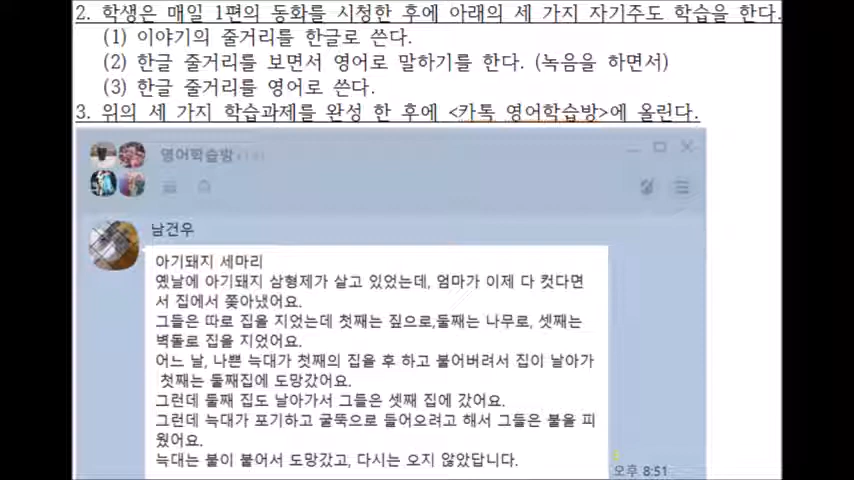 2. 학생은 매일 1편의 동화를 시청한 후에 아래의 세 가지 자기주도 학습을 한다.
(1) 이야기의 줄거리를 한글로 쓴다.
(2) 한글 줄거리를 보면서 영어로 말하기를 한다. (녹음을 하면서)
(3) 한글 줄거리를 영어로 쓴다.
3. 위의 세 가지 학습과제를 완성 한 후에 <카톡 영어학습방>에 올린다.
영어학습방
남건우
아기돼지 세마리
옜날에 아기돼지 삼형제가 살고 있었는데, 엄마가 이제 다 컷다면
서 집에서 쫒아냈어요.
그들은 따로 집을 지었는데 첫째는 짚으로,둘째는 나무로, 셋째는
벽돌로 집을 지었어요.
어느 날, 나쁜 늑대가 첫째의 집을 후 하고 불어버려서 집이 날아가
첫째는 둘째집에 도망갔어요.
그런데 둘째 집도 날아가서 그들은 셋째 집에 갔어요.
그런데 늑대가 포기하고 굴뚝으로 들어오려고 해서 그들은 불을 피
웠어요.
늑대는 불이 붙어서 도망갔고, 다시는 오지 않았답니다.
오후 8:51